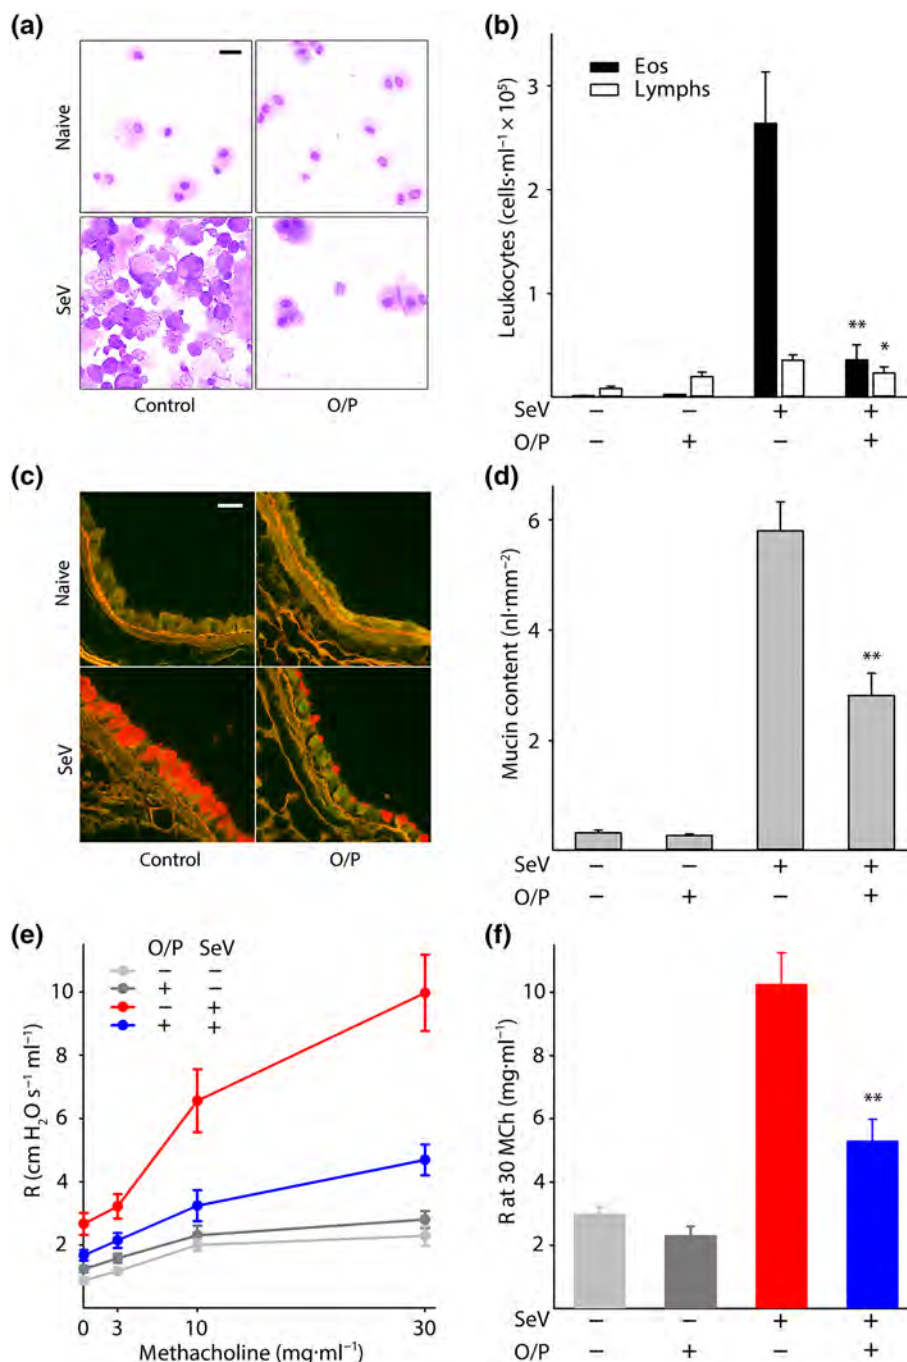 (a)
Naive
SeV
Control
O/P
(b)
Eos
Lymphs
Leukocytes (cells·ml⁻¹ × 10⁵)
3
2
1
**
*
SeV − − + +
O/P − + − +
(c)
Naive
SeV
Control
O/P
(d)
Mucin content (nl·mm⁻²)
6
4
2
**
SeV − − + +
O/P − + − +
(e)
O/P SeV
− −
+ −
− +
+ +
R (cm H₂O s⁻¹ ml⁻¹)
10
8
6
4
2
0 3 10 30
Methacholine (mg·ml⁻¹)
(f)
R at 30 MCh (mg·ml⁻¹)
10
8
6
4
2
**
SeV − − + +
O/P − + − +